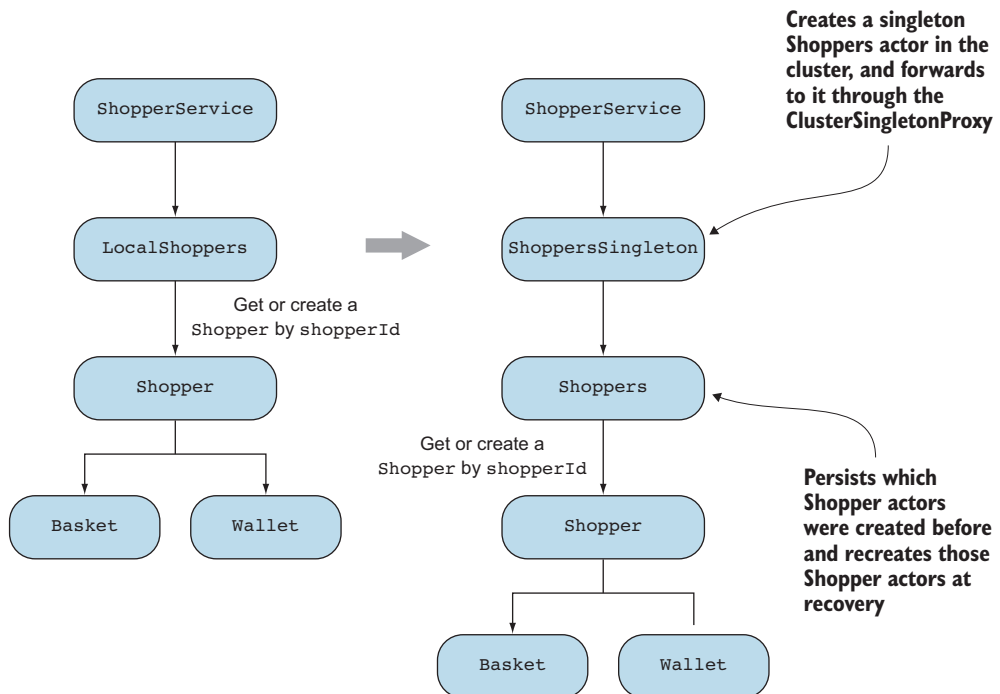 Creates a singleton
Shoppers actor in the
cluster, and forwards
to it through the
ClusterSingletonProxy
ShopperService
LocalShoppers
Get or create a
Shopper by shopperId
Shopper
Basket
Wallet
ShopperService
ShoppersSingleton
Shoppers
Get or create a
Shopper by shopperId
Shopper
Basket
Wallet
Persists which
Shopper actors
were created before
and recreates those
Shopper actors at
recovery